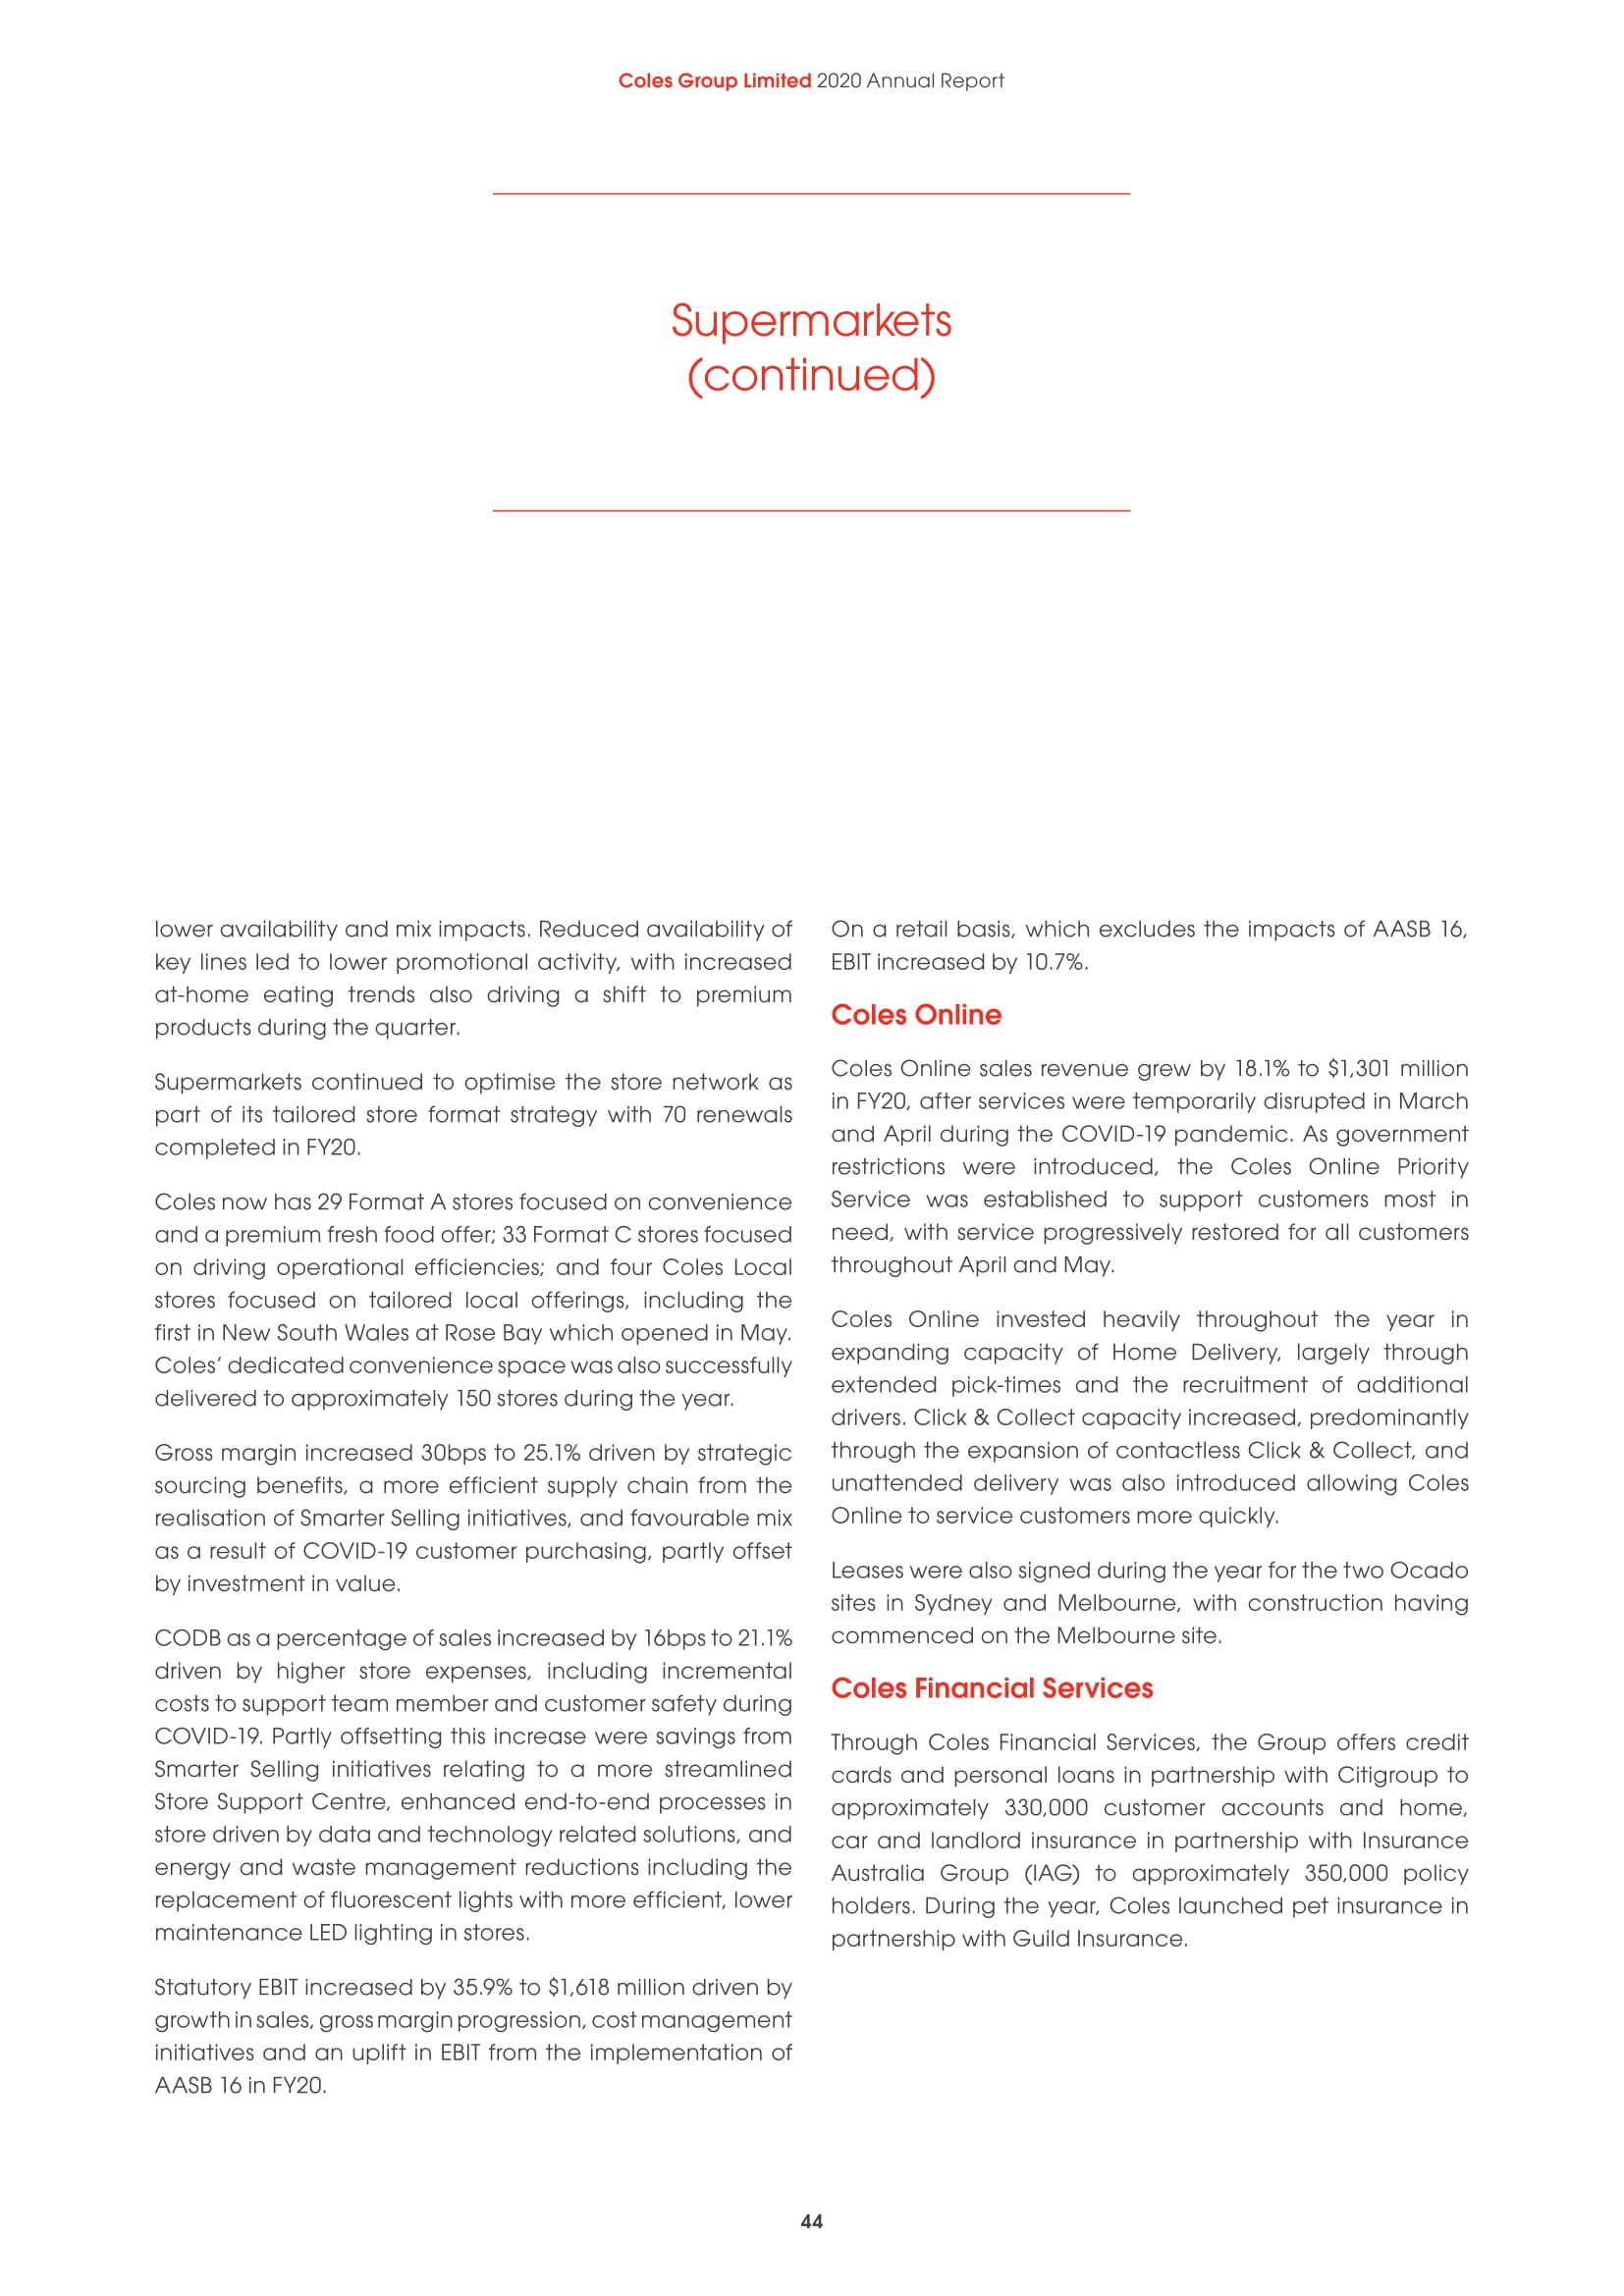 Coles Group Limited 2020 Annual Report
Supermarkets
(continued)
lower availability and mix impacts. Reduced availability of
key lines led to lower promotional activity, with increased
at-home eating trends also driving a shift to premium
products during the quarter.
Supermarkets continued to optimise the store network as
part of its tailored store format strategy with 70 renewals
completed in FY20.
Coles now has 29 Format A stores focused on convenience
and a premium fresh food offer; 33 Format C stores focused
on driving operational efficiencies; and four Coles Local
stores focused on tailored local offerings, including the
first in New South Wales at Rose Bay which opened in May.
Coles’ dedicated convenience space was also successfully
delivered to approximately 150 stores during the year.
Gross margin increased 30bps to 25.1% driven by strategic
sourcing benefits, a more efficient supply chain from the
realisation of Smarter Selling initiatives, and favourable mix
as a result of COVID-19 customer purchasing, partly offset
by investment in value.
CODB as a percentage of sales increased by 16bps to 21.1%
driven by higher store expenses, including incremental
costs to support team member and customer safety during
COVID-19. Partly offsetting this increase were savings from
Smarter Selling initiatives relating to a more streamlined
Store Support Centre, enhanced end-to-end processes in
store driven by data and technology related solutions, and
energy and waste management reductions including the
replacement of fluorescent lights with more efficient, lower
maintenance LED lighting in stores.
Statutory EBIT increased by 35.9% to $1,618 million driven by
growth in sales, gross margin progression, cost management
initiatives and an uplift in EBIT from the implementation of
AASB 16 in FY20.
On a retail basis, which excludes the impacts of AASB 16,
EBIT increased by 10.7%.
Coles Online
Coles Online sales revenue grew by 18.1% to $1,301 million
in FY20, after services were temporarily disrupted in March
and April during the COVID-19 pandemic. As government
restrictions were introduced, the Coles Online Priority
Service was established to support customers most in
need, with service progressively restored for all customers
throughout April and May.
Coles Online invested heavily throughout the year in
expanding capacity of Home Delivery, largely through
extended pick-times and the recruitment of additional
drivers. Click & Collect capacity increased, predominantly
through the expansion of contactless Click & Collect, and
unattended delivery was also introduced allowing Coles
Online to service customers more quickly.
Leases were also signed during the year for the two Ocado
sites in Sydney and Melbourne, with construction having
commenced on the Melbourne site.
Coles Financial Services
Through Coles Financial Services, the Group offers credit
cards and personal loans in partnership with Citigroup to
approximately 330,000 customer accounts and home,
car and landlord insurance in partnership with Insurance
Australia Group (IAG) to approximately 350,000 policy
holders. During the year, Coles launched pet insurance in
partnership with Guild Insurance.
44